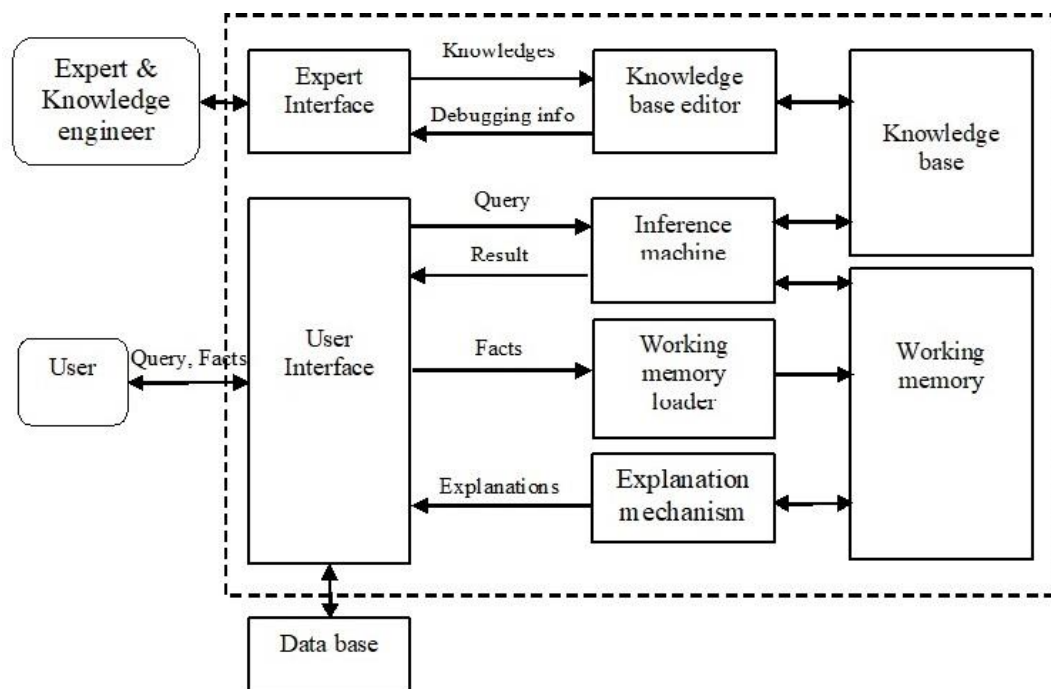 Expert &
Knowledge
engineer
Expert
Interface
Knowledges
Debugging info
Knowledge
base editor
Knowledge
base
Query
Result
Inference
machine
User
Query, Facts
User
Interface
Facts
Working
memory
loader
Working
memory
Explanations
Explanation
mechanism
Data base